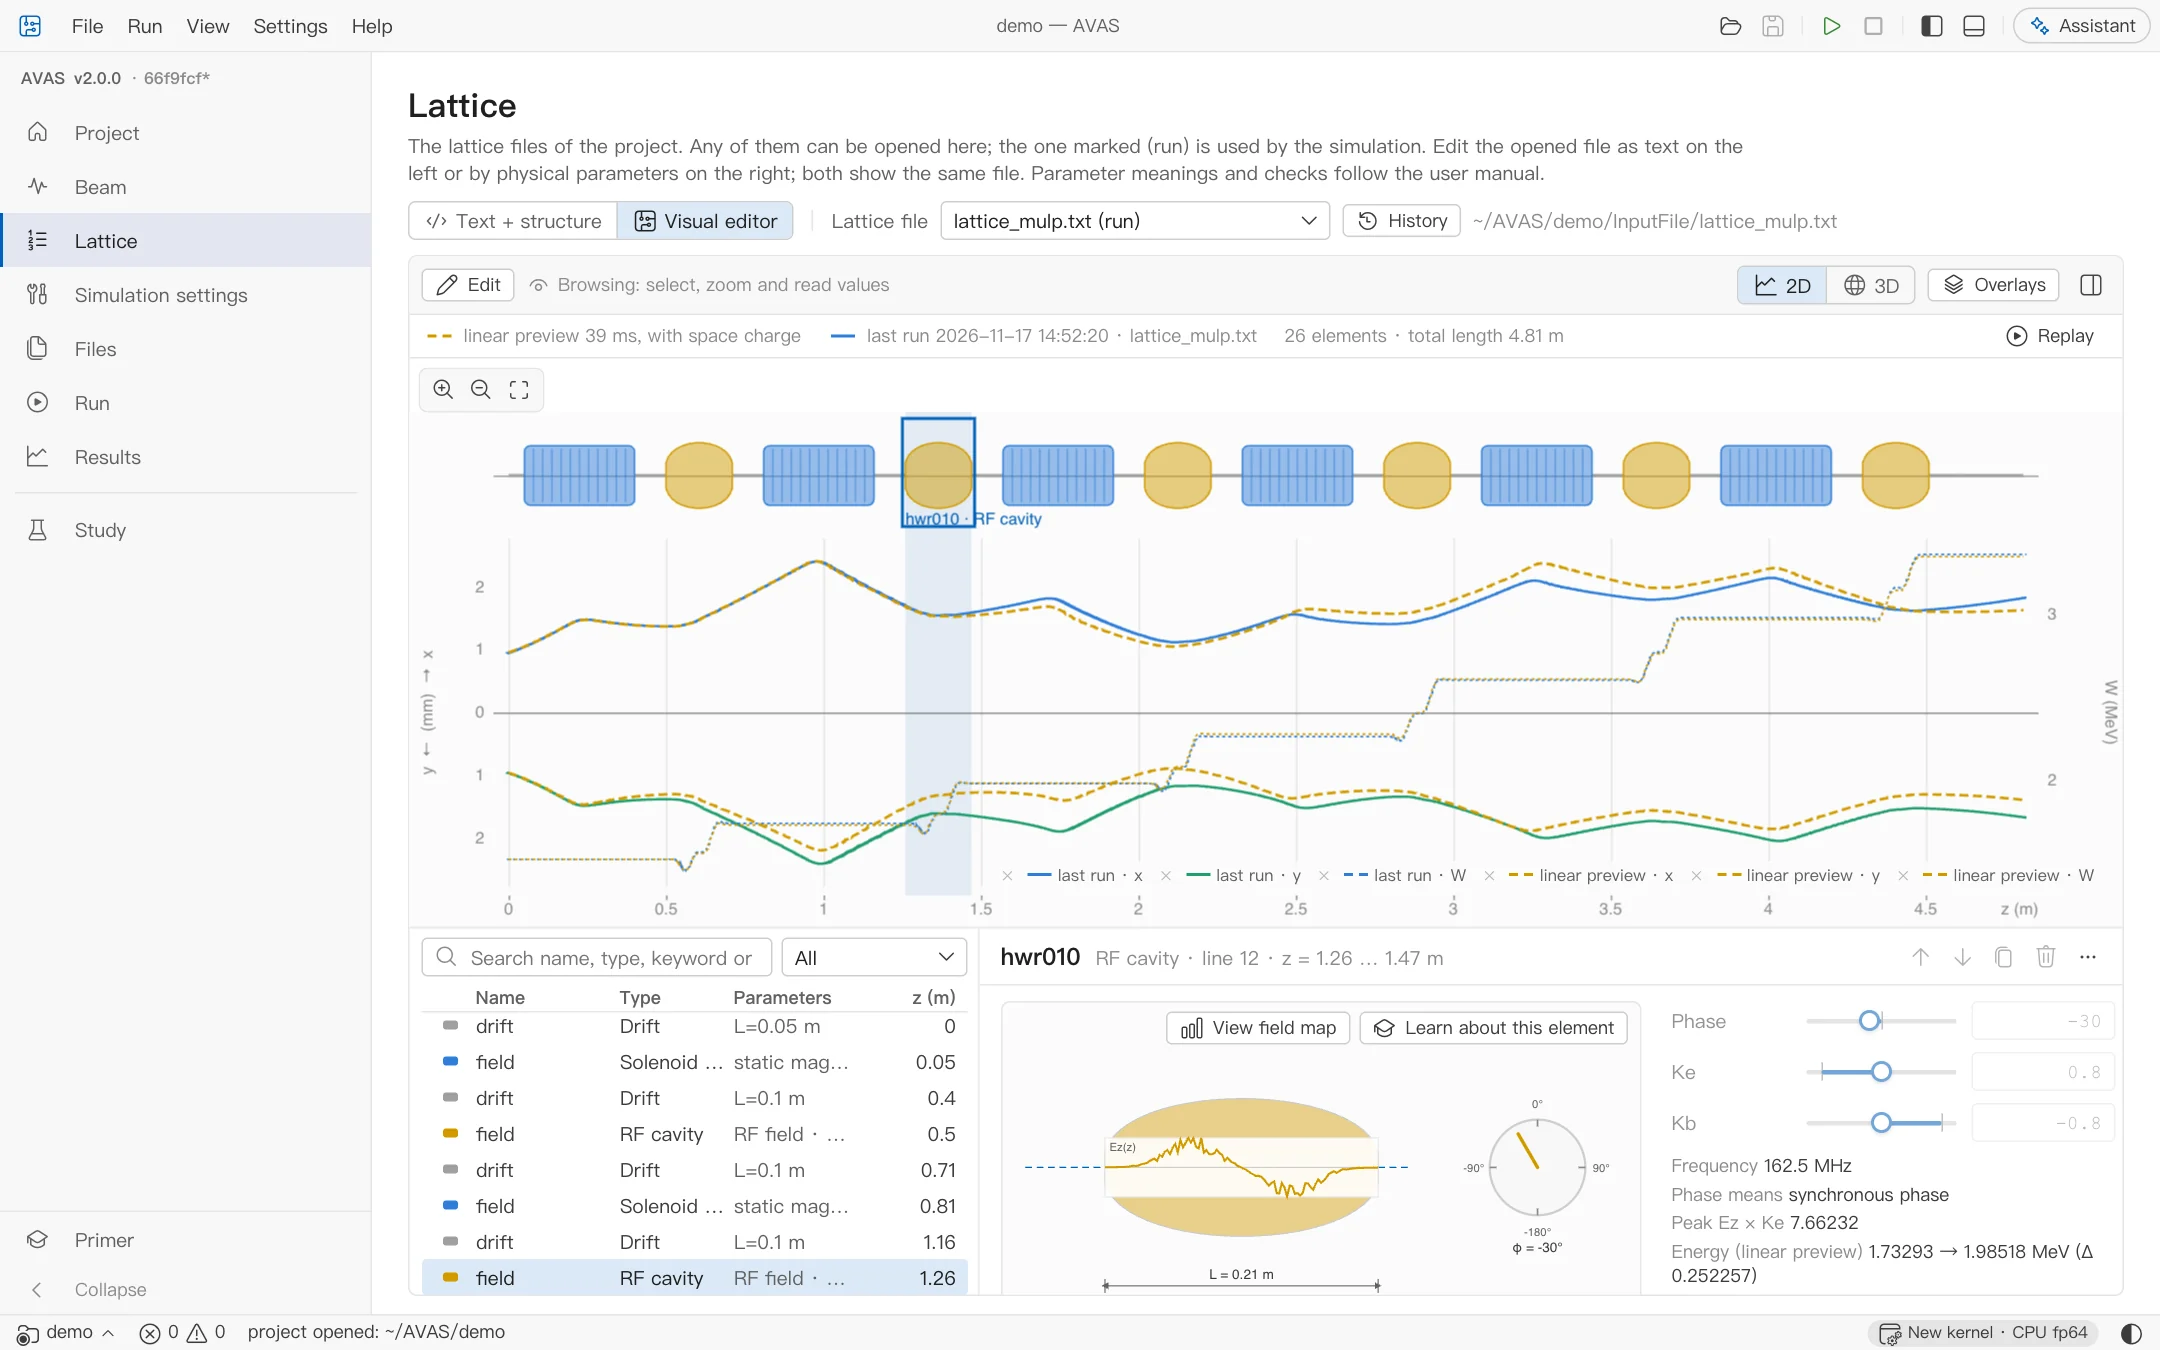 File Run View Settings Help
demo — AVAS
Assistant
AVAS v2.0.0 · 66f9fcf*
Project
Beam
Lattice
Simulation settings
Files
Run
Results
Study
Primer
Collapse
Lattice
The lattice files of the project. Any of them can be opened here; the one marked (run) is used by the simulation. Edit the opened file as text on the
left or by physical parameters on the right; both show the same file. Parameter meanings and checks follow the user manual.
</> Text + structure Visual editor Lattice file lattice_mulp.txt (run) History ~/AVAS/demo/InputFile/lattice_mulp.txt
Edit Browsing: select, zoom and read values 2D 3D Overlays
linear preview 39 ms, with space charge last run 2026-11-17 14:52:20 · lattice_mulp.txt 26 elements · total length 4.81 m Replay
hwr010 · RF cavity
2
1
0
1
2
y ← (mm) → x
3
2
W (MeV)
× last run · x × last run · y × last run · W × linear preview · x × linear preview · y × linear preview · W
0 0.5 1 1.5 2 2.5 3 3.5 4 4.5 z (m)
Search name, type, keyword or All
Name Type Parameters z (m)
drift Drift L=0.05 m 0
field Solenoid ... static mag... 0.05
drift Drift L=0.1 m 0.4
field RF cavity RF field · ... 0.5
drift Drift L=0.1 m 0.71
field Solenoid ... static mag... 0.81
drift Drift L=0.1 m 1.16
field RF cavity RF field · ... 1.26
hwr010 RF cavity · line 12 · z = 1.26 ... 1.47 m
View field map Learn about this element
Ez(z)
L = 0.21 m
0°
-90° 90°
-180°
ϕ = -30°
Phase -30
Ke 0.8
Kb -0.8
Frequency 162.5 MHz
Phase means synchronous phase
Peak Ez × Ke 7.66232
Energy (linear preview) 1.73293 → 1.98518 MeV (Δ
0.252257)
demo 0 0 project opened: ~/AVAS/demo
New kernel · CPU fp64